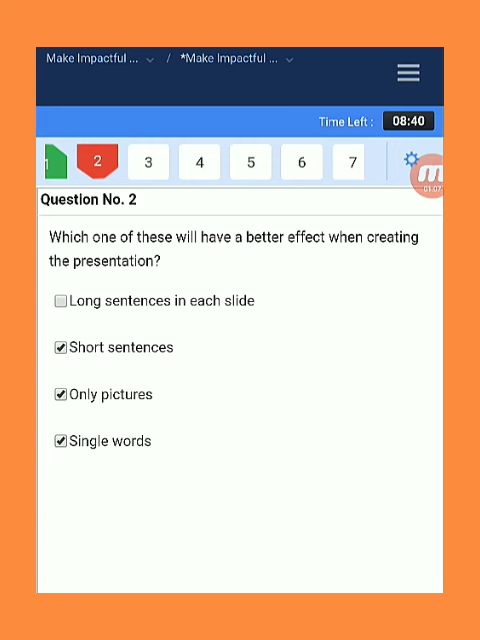 Make Impactful ... / *Make Impactful ...
Time Left : 08:40
1 2 3 4 5 6 7
m
01:07
Question No. 2
Which one of these will have a better effect when creating
the presentation?
Long sentences in each slide
Short sentences
Only pictures
Single words